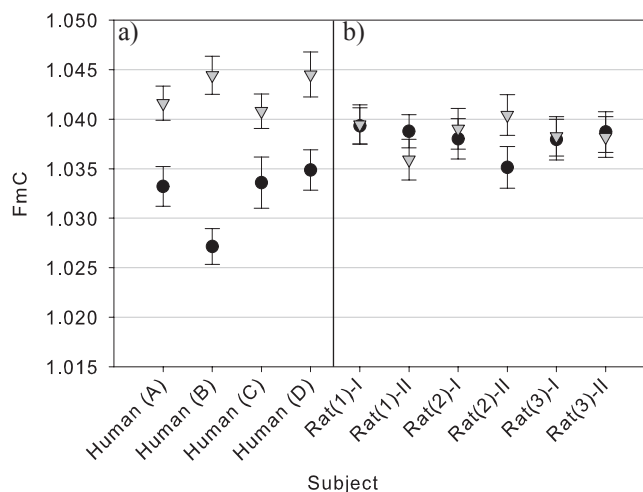 a)
b)
1.050
1.045
1.040
1.035
1.030
1.025
1.020
1.015
FmC
Human (A)
Human (B)
Human (C)
Human (D)
Rat(1)-I
Rat(1)-II
Rat(2)-I
Rat(2)-II
Rat(3)-I
Rat(3)-II
Subject